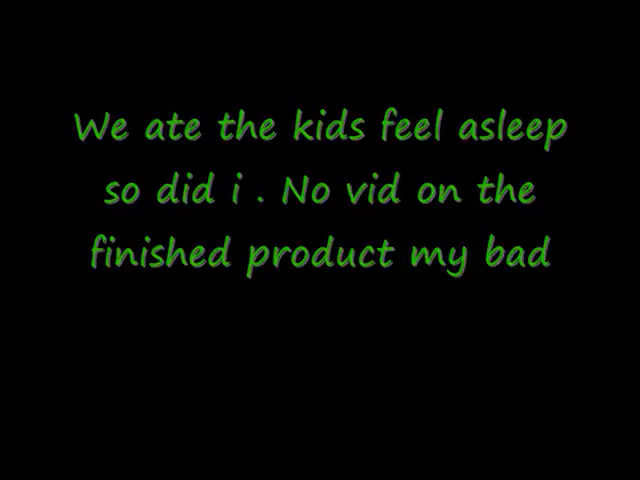 We ate the kids feel asleep
so did i . No vid on the
finished product my bad